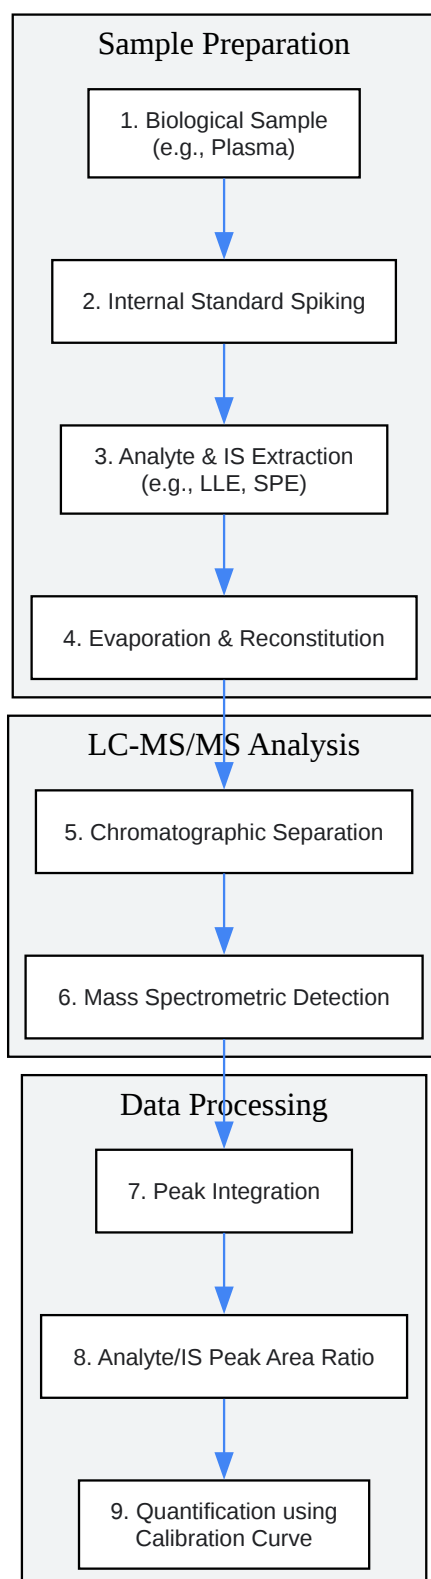 Sample Preparation
1. Biological Sample
(e.g., Plasma)
2. Internal Standard Spiking
3. Analyte & IS Extraction
(e.g., LLE, SPE)
4. Evaporation & Reconstitution
LC-MS/MS Analysis
5. Chromatographic Separation
6. Mass Spectrometric Detection
Data Processing
7. Peak Integration
8. Analyte/IS Peak Area Ratio
9. Quantification using
Calibration Curve